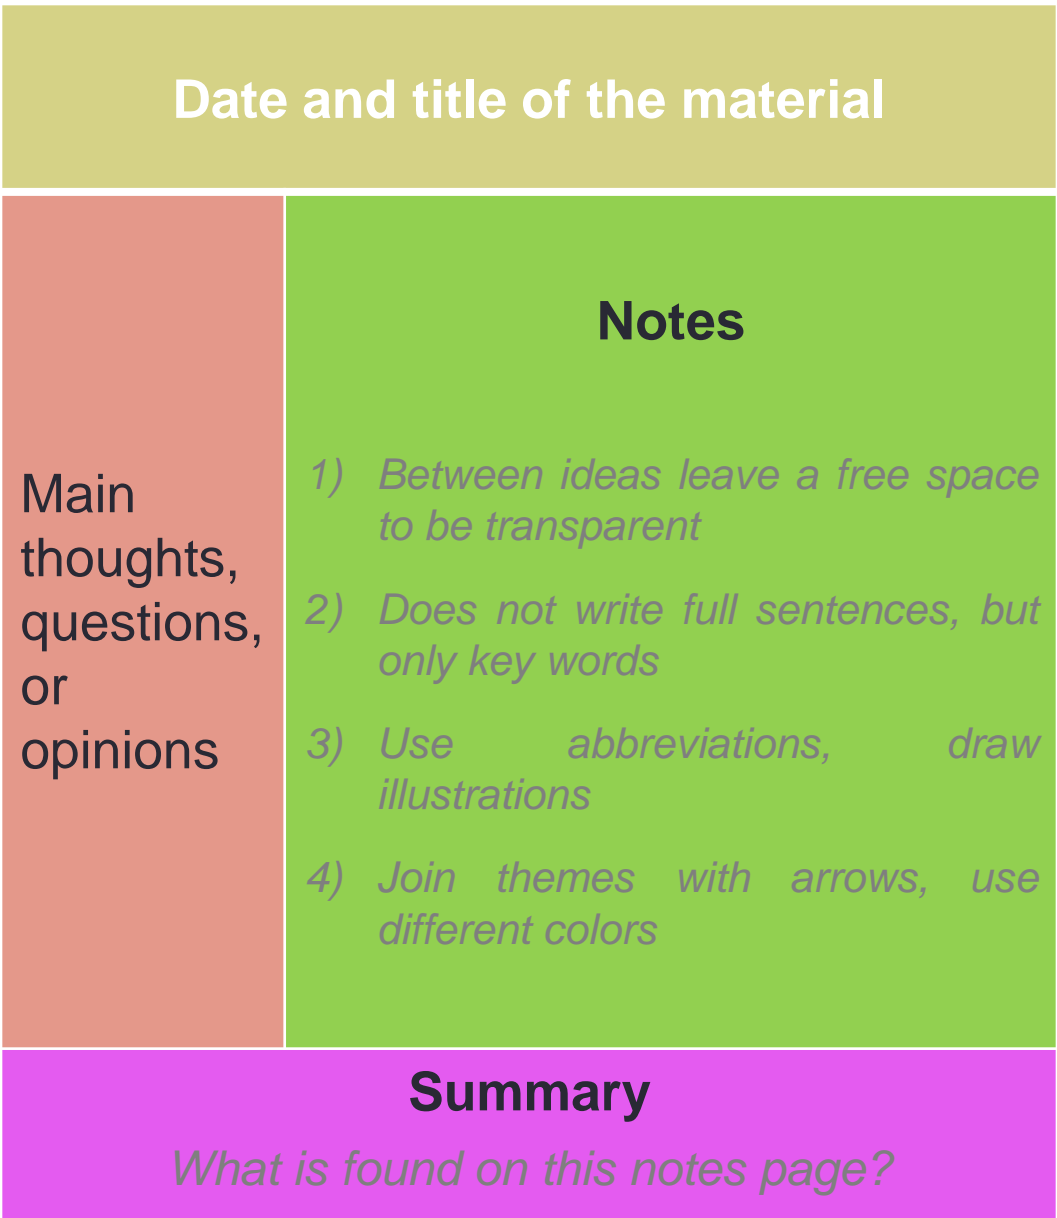 Date and title of the material
Main
thoughts,
questions,
or
opinions
Notes
1) Between ideas leave a free space
to be transparent
2) Does not write full sentences, but
only key words
3) Use abbreviations, draw
illustrations
4) Join themes with arrows, use
different colors
Summary
What is found on this notes page?